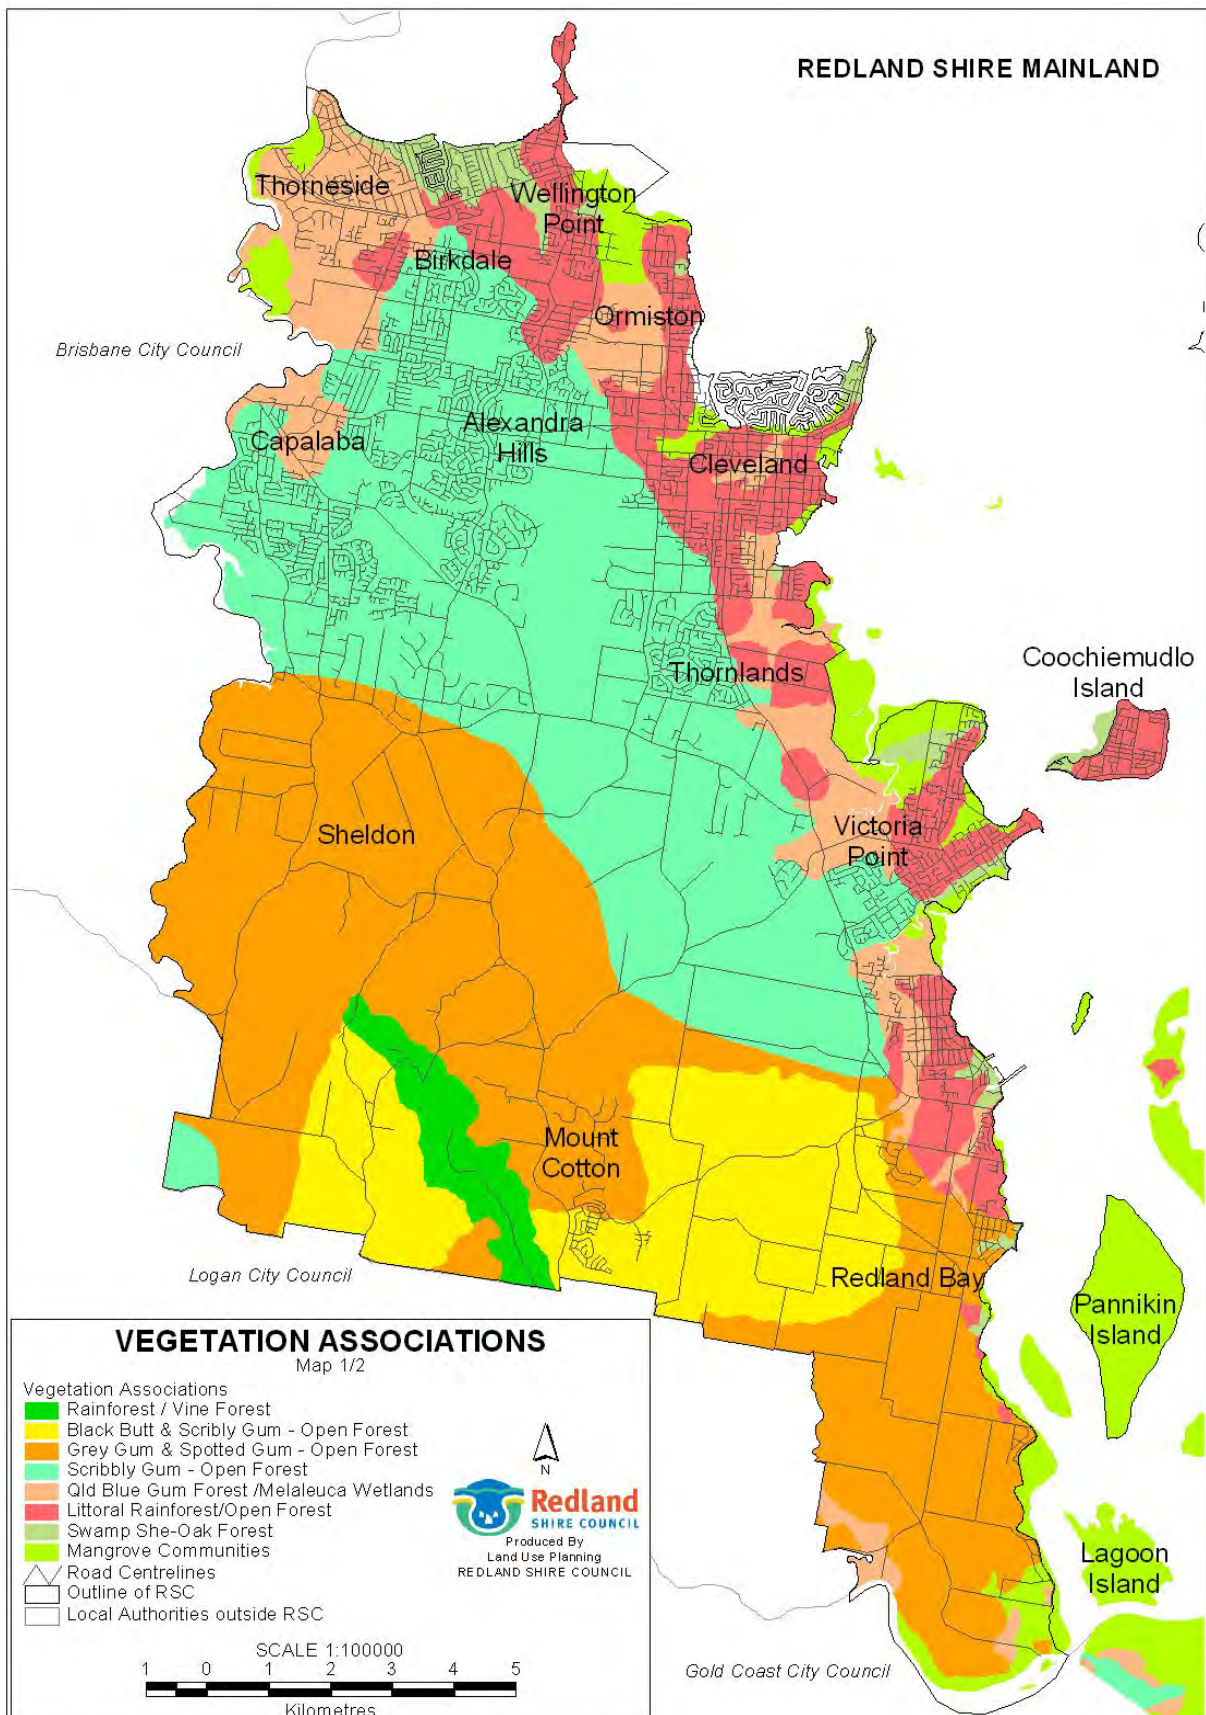 REDLAND SHIRE MAINLAND
Thorneside
Wellington
Point
Birkdale
Ormiston
Brisbane City Council
Alexandra
Hills
Capalaba
Cleveland
Thornlands
Coochiemudlo
Island
Sheldon
Victoria
Point
Mount
Cotton
Logan City Council
Redland Bay
Pannikin
Island
Lagoon
Island
Gold Coast City Council
VEGETATION ASSOCIATIONS
Map 1/2
Vegetation Associations
Rainforest / Vine Forest
Black Butt & Scribly Gum - Open Forest
Grey Gum & Spotted Gum - Open Forest
Scribbly Gum - Open Forest
Qld Blue Gum Forest /Melaleuca Wetlands
Littoral Rainforest/Open Forest
Swamp She-Oak Forest
Mangrove Communities
Road Centrelines
Outline of RSC
Local Authorities outside RSC
N
Redland
SHIRE COUNCIL
Produced By
Land Use Planning
REDLAND SHIRE COUNCIL
SCALE 1:100000
1 0 1 2 3 4 5
Kilometres